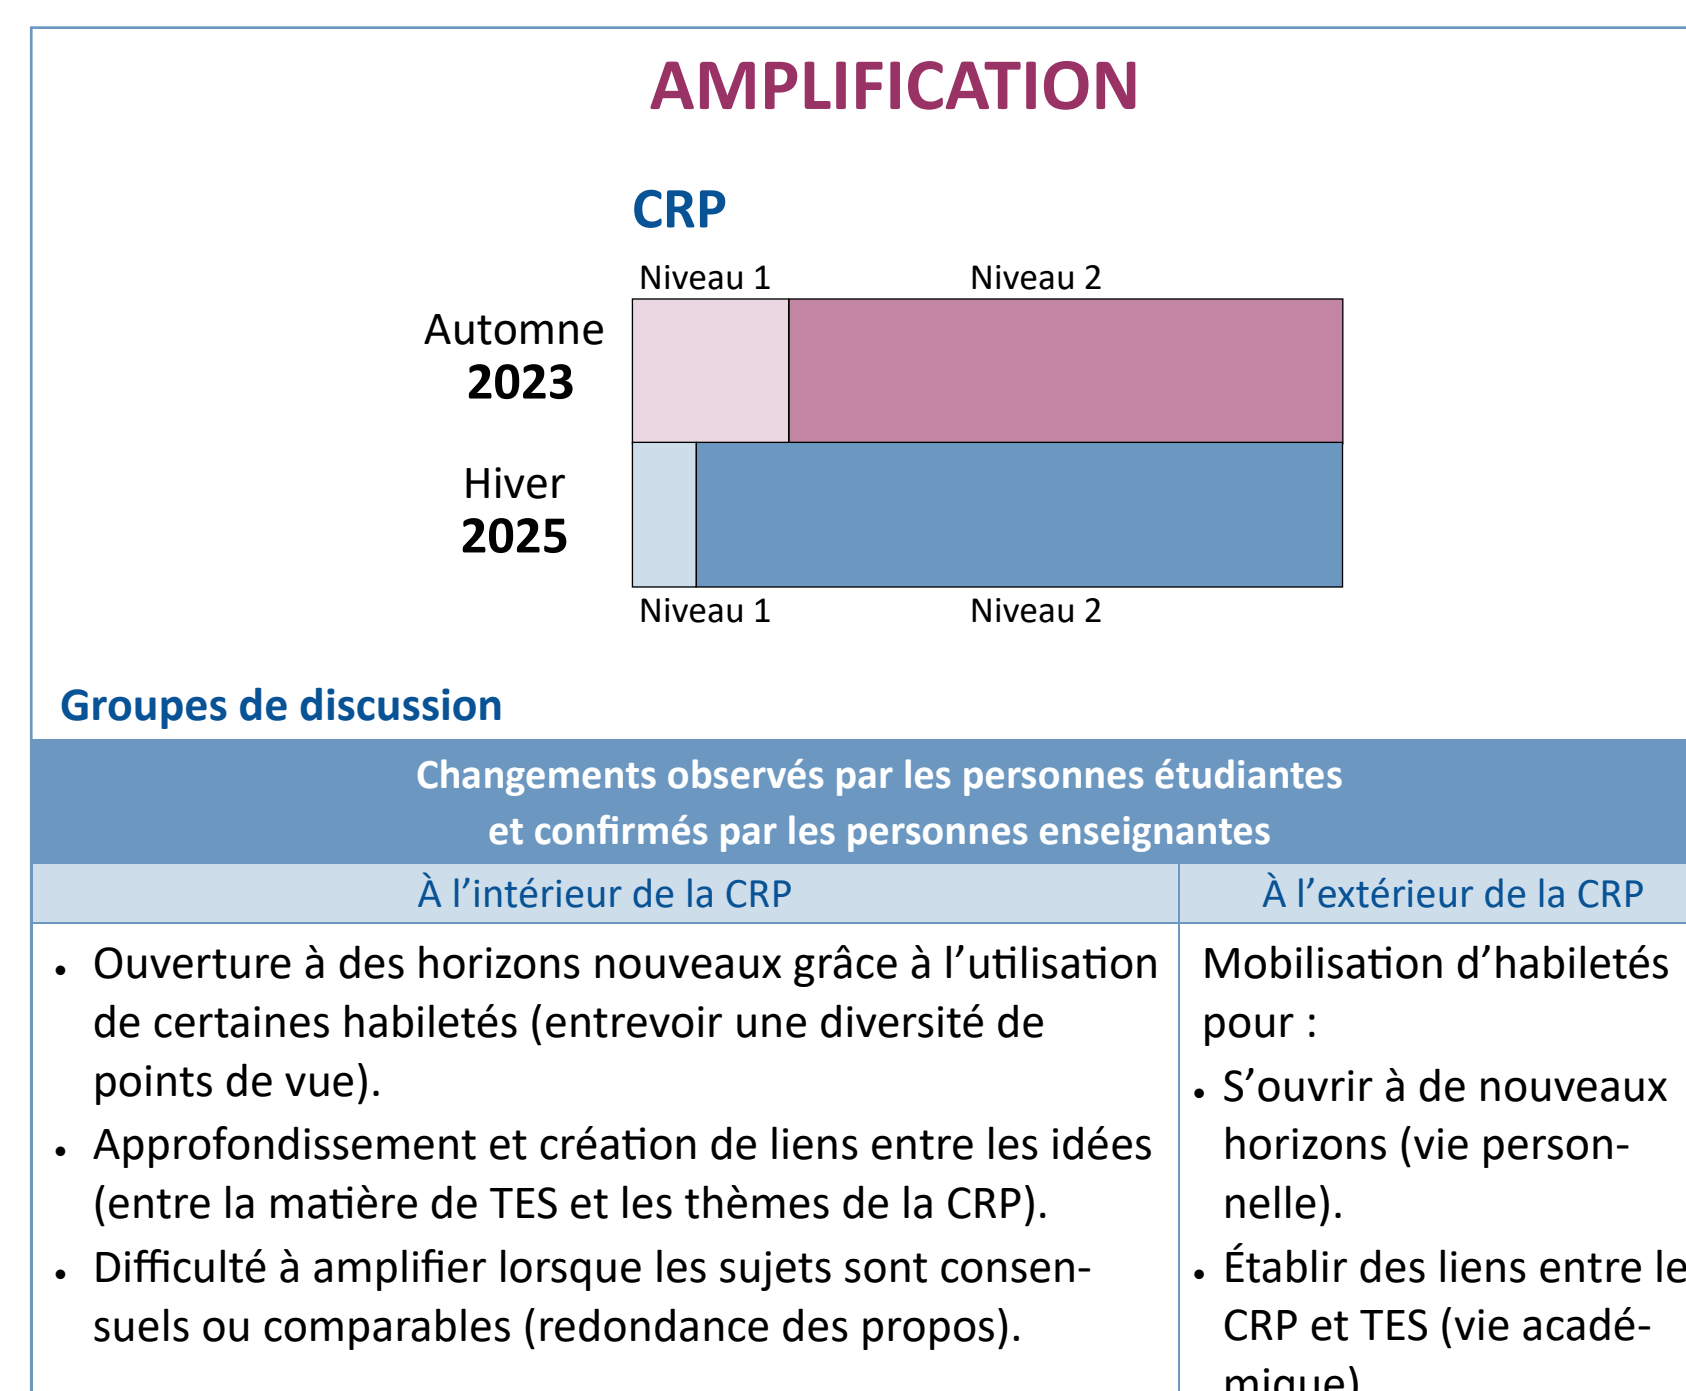 AMPLIFICATION
CRP
Niveau 1 Niveau 2
Automne
2023
Hiver
2025
Niveau 1 Niveau 2
Groupes de discussion
Changements observés par les personnes étudiantes
et confirmés par les personnes enseignantes
À l’intérieur de la CRP
• Ouverture à des horizons nouveaux grâce à l’utilisation
de certaines habiletés (entrevoir une diversité de
points de vue).
• Approfondissement et création de liens entre les idées
(entre la matière de TES et les thèmes de la CRP).
• Difficulté à amplifier lorsque les sujets sont consen-
suels ou comparables (redondance des propos).
À l’extérieur de la CRP
Mobilisation d’habiletés
pour :
• S’ouvrir à de nouveaux
horizons (vie person-
nelle).
• Établir des liens entre
CRP et TES (vie acadé-
mique)